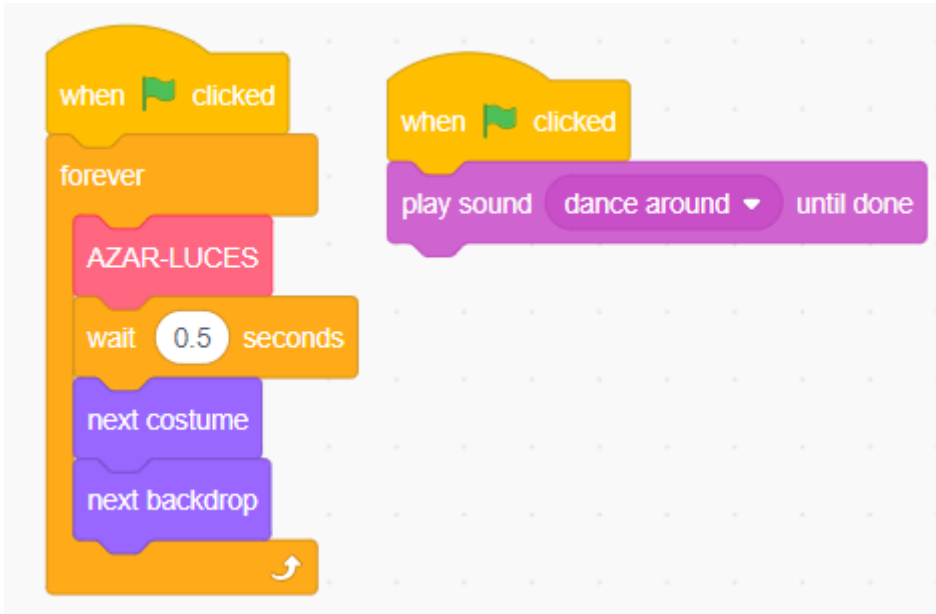 when clicked
forever
AZAR-LUCES
wait 0.5 seconds
next costume
next backdrop
when clicked
play sound dance around until done